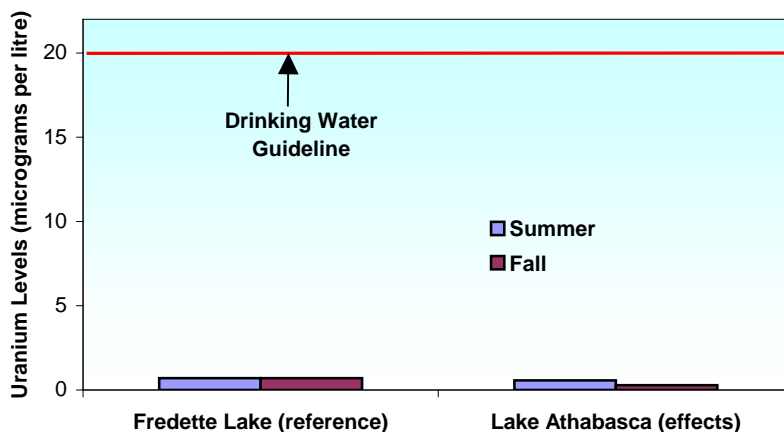 Uranium Levels (micrograms per litre)
20
15
10
5
0
Drinking Water
Guideline
Summer
Fall
Fredette Lake (reference)
Lake Athabasca (effects)